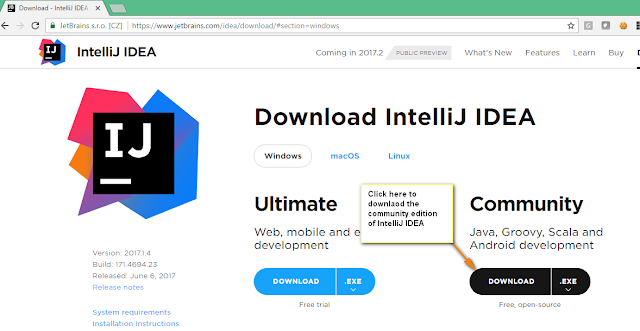 Download - IntelliJ IDEA
JetBrains s.r.o. [CZ]
https://www.jetbrains.com/idea/download/#section=windows
IJ
IntelliJ IDEA
Coming in 2017.2
PUBLIC PREVIEW
What's New
Features
Learn
Buy
IJ
Download IntelliJ IDEA
Windows
macOS
Linux
Ultimate
Web, mobile and e
development
DOWNLOAD
.EXE
Free trial
Click here to
downlaod the
community edition
of IntelliJ IDEA
Community
Java, Groovy, Scala and
Android development
DOWNLOAD
.EXE
Free, open-source
Version: 2017.1.4
Build: 171.4694.23
Released: June 6, 2017
Release notes
System requirements
Installation Instructions